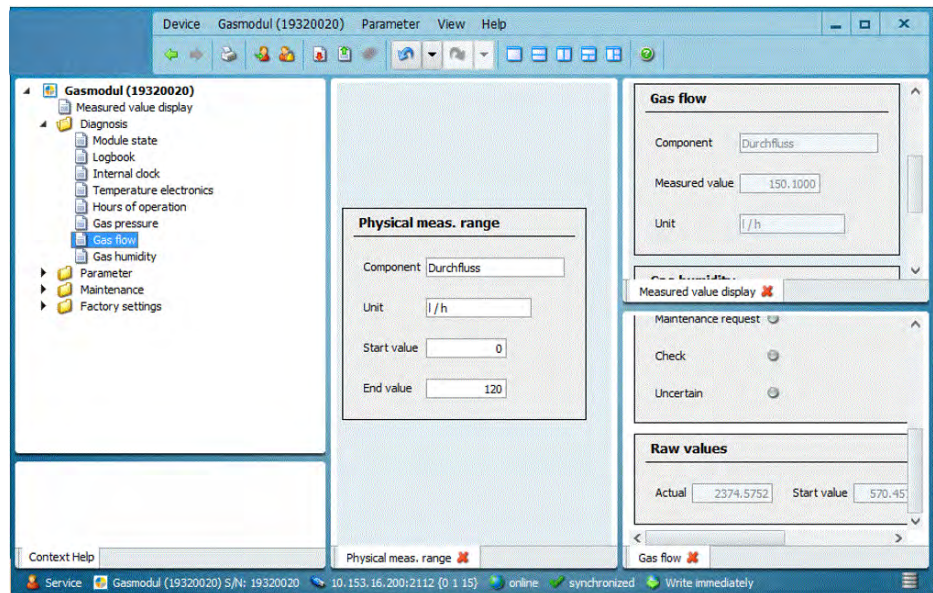 Device Gasmodul (19320020) Parameter View Help
Gasmodul (19320020)
Measured value display
Diagnosis
Module state
Logbook
Internal clock
Temperature electronics
Hours of operation
Gas pressure
Gas flow
Gas humidity
Parameter
Maintenance
Factory settings
Context Help
Physical meas. range
Component Durchfluss
Unit l / h
Start value 0
End value 120
Physical meas. range
Gas flow
Component Durchfluss
Measured value 150.1000
Unit l / h
Gas humidity
Measured value display
Maintenance request
Check
Uncertain
Raw values
Actual 2374.5752 Start value 570.45
Gas flow
Service Gasmodul (19320020) S/N: 19320020 10.153.16.200:2112 {0 1 15} online synchronized Write immediately